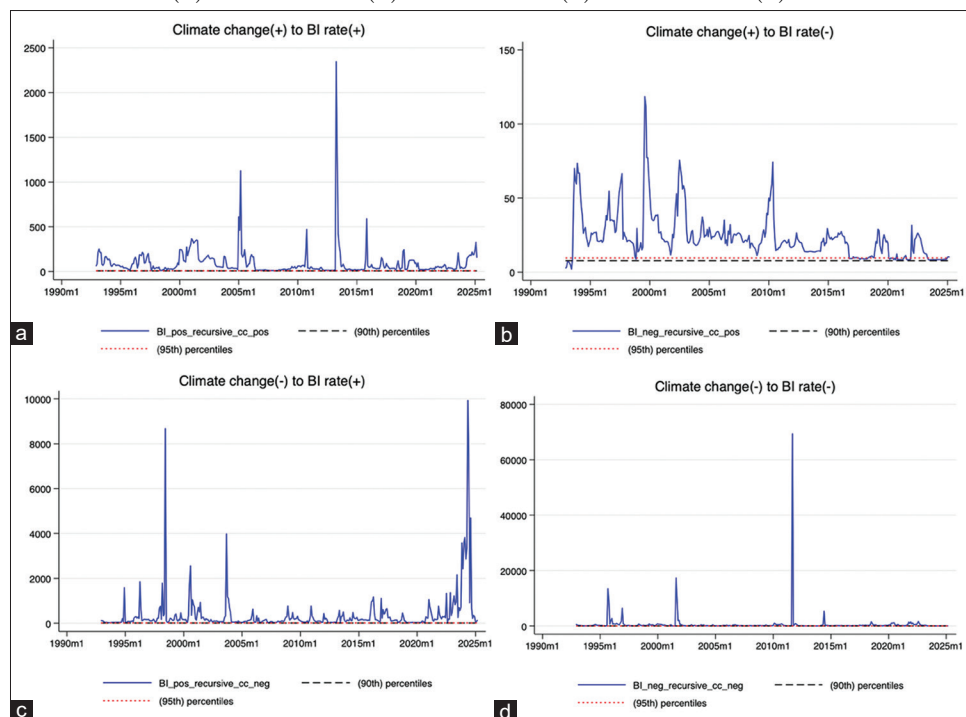 Climate change(+) to BI rate(+)
2500
2000
1500
1000
500
0
1990m1 1995m1 2000m1 2005m1 2010m1 2015m1 2020m1 2025m1
BI_pos_recursive_cc_pos (90th) percentiles
(95th) percentiles
a
Climate change(+) to BI rate(-)
150
100
50
0
1990m1 1995m1 2000m1 2005m1 2010m1 2015m1 2020m1 2025m1
BI_neg_recursive_cc_pos (90th) percentiles
(95th) percentiles
b
Climate change(-) to BI rate(+)
10000
8000
6000
4000
2000
0
1990m1 1995m1 2000m1 2005m1 2010m1 2015m1 2020m1 2025m1
BI_pos_recursive_cc_neg (90th) percentiles
(95th) percentiles
c
Climate change(-) to BI rate(-)
80000
60000
40000
20000
0
1990m1 1995m1 2000m1 2005m1 2010m1 2015m1 2020m1 2025m1
BI_neg_recursive_cc_neg (90th) percentiles
(95th) percentiles
d